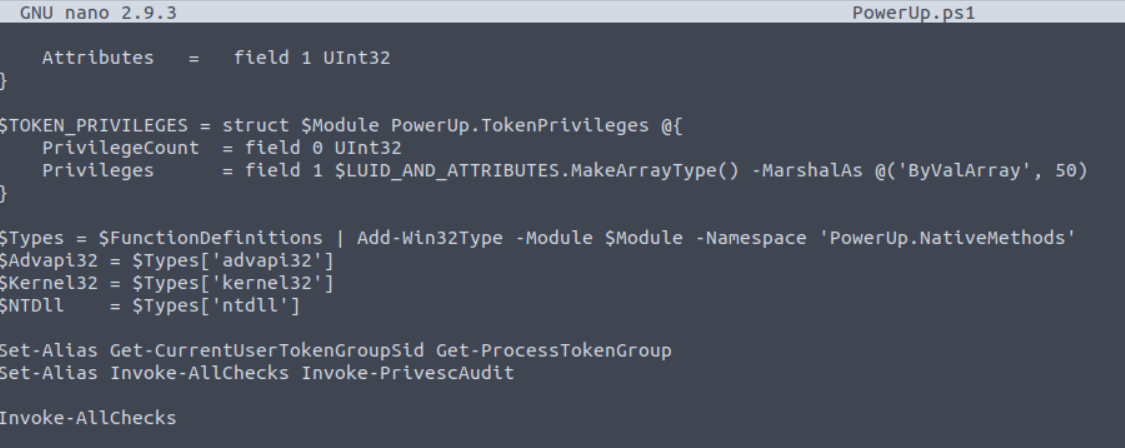 GNU nano 2.9.3 PowerUp.ps1
Attributes = field 1 UInt32
}
$TOKEN_PRIVILEGES = struct $Module PowerUp.TokenPrivileges @{
PrivilegeCount = field 0 UInt32
Privileges = field 1 $LUID_AND_ATTRIBUTES.MakeArrayType() -MarshalAs @('ByValArray', 50)
}
$Types = $FunctionDefinitions | Add-Win32Type -Module $Module -Namespace 'PowerUp.NativeMethods'
$Advapi32 = $Types['advapi32']
$Kernel32 = $Types['kernel32']
$NTDll = $Types['ntdll']
Set-Alias Get-CurrentUserTokenGroupSid Get-ProcessTokenGroup
Set-Alias Invoke-AllChecks Invoke-PrivescAudit
Invoke-AllChecks